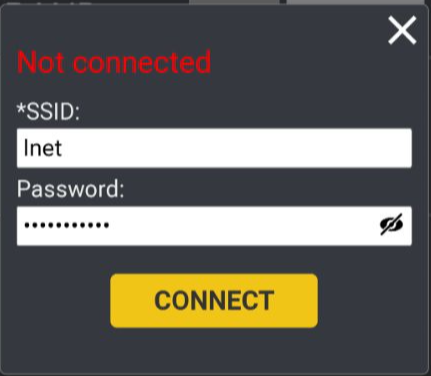 Not connected
*SSID:
Inet
Password:
•••••••••••
CONNECT